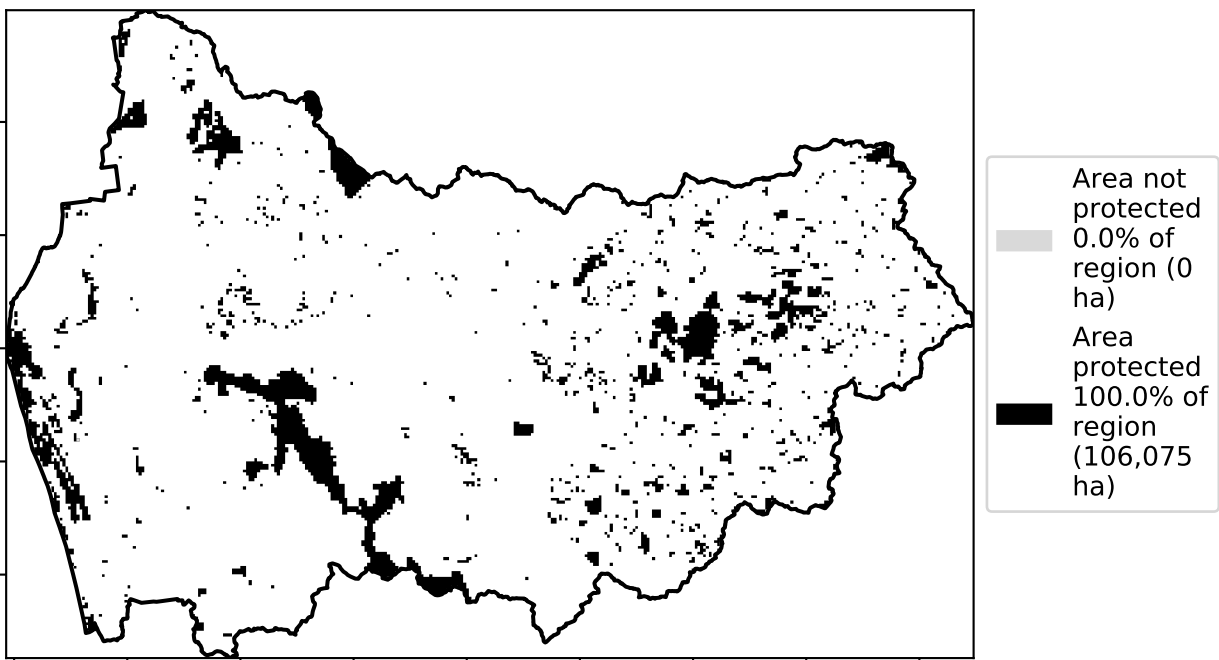 Area not
protected
0.0% of
region (0
ha)
Area
protected
100.0% of
region
(106,075
ha)